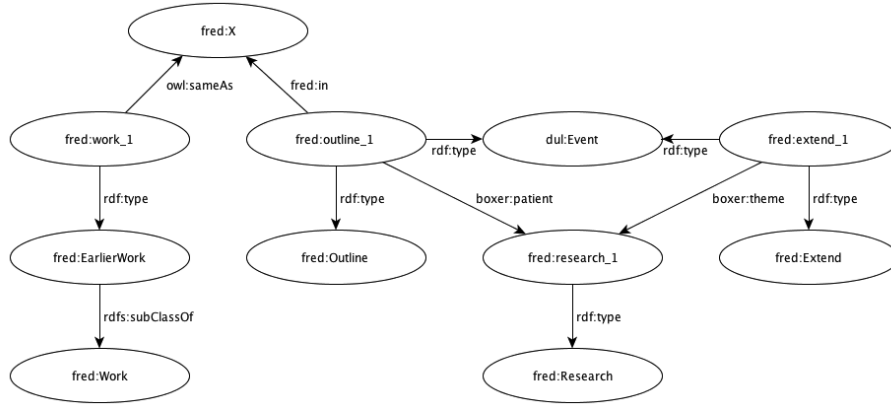 fred:X
owl:sameAs
fred:in
fred:work_1
fred:outline_1
dul:Event
fred:extend_1
rdf:type
rdf:type
rdf:type
rdf:type
boxer:patient
boxer:theme
rdf:type
fred:EarlierWork
fred:Outline
fred:research_1
fred:Extend
rdfs:subClassOf
rdf:type
fred:Work
fred:Research